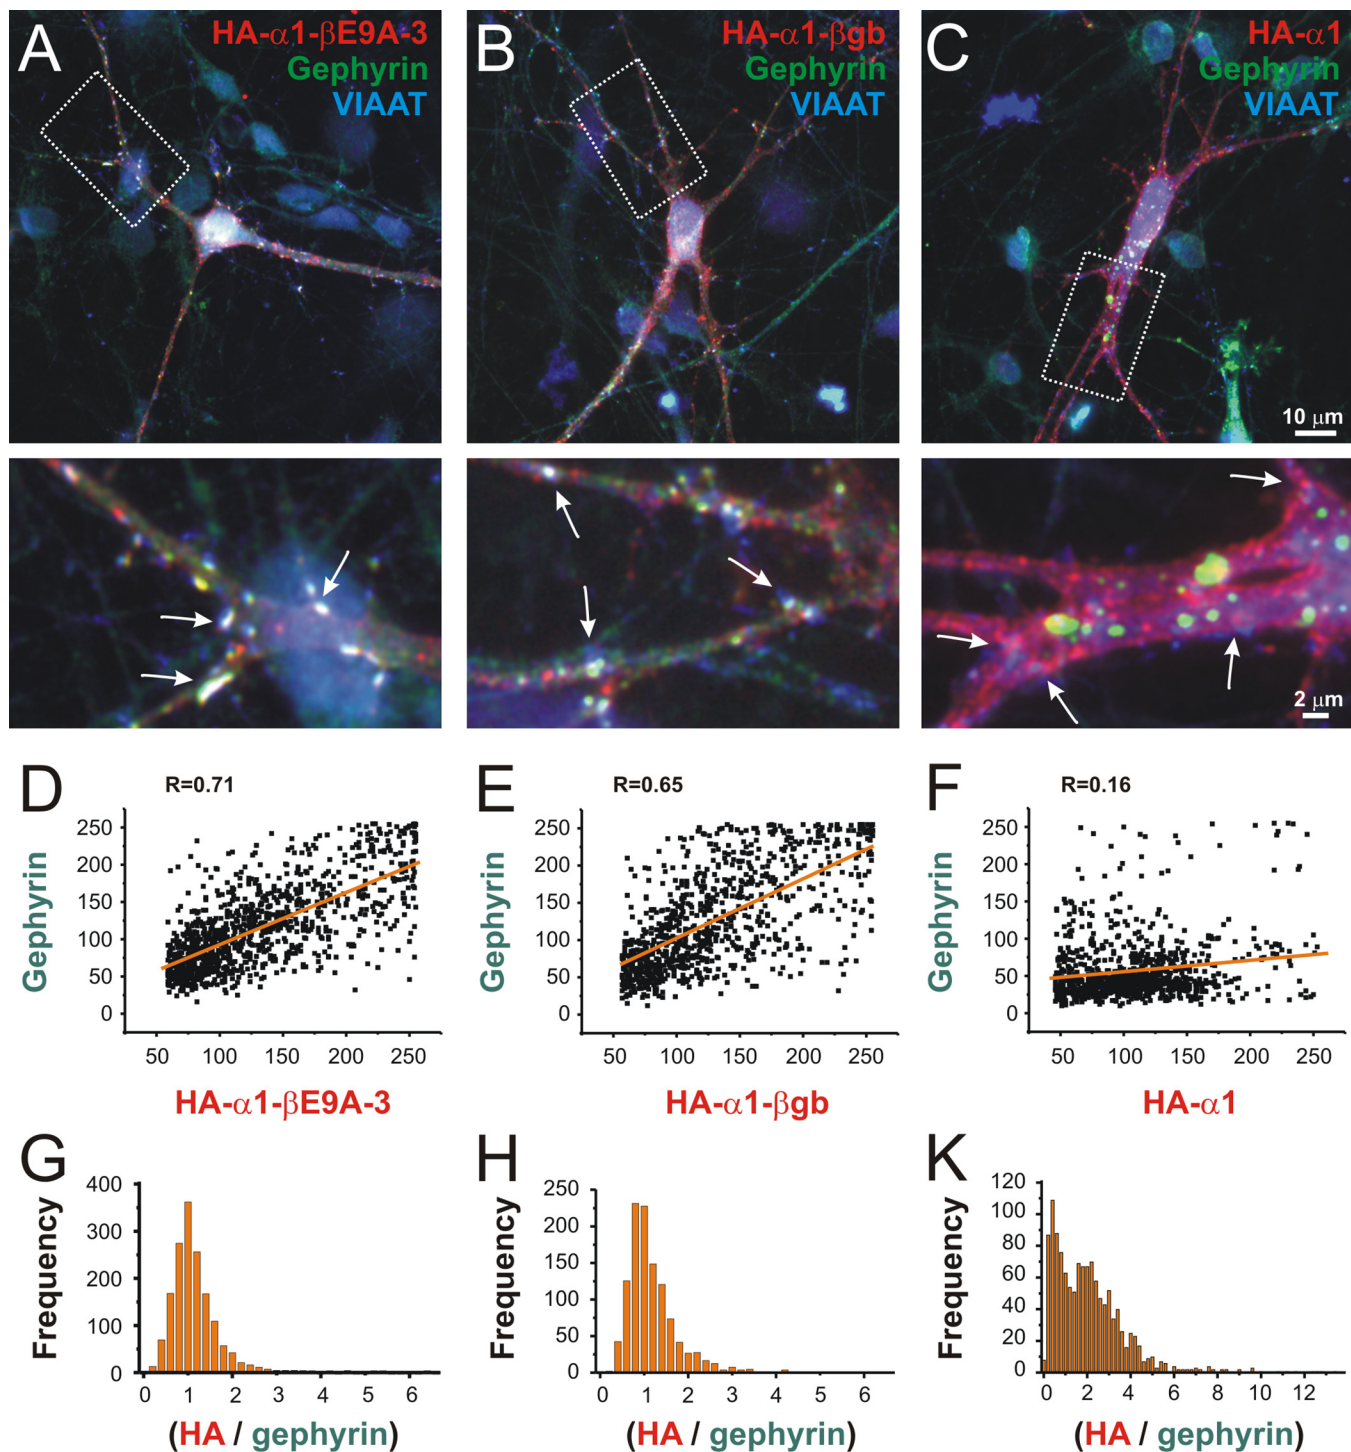 A
HA-α1-βE9A-3
Gephyrin
VIAAT
B
HA-α1-βgb
Gephyrin
VIAAT
C
HA-α1
Gephyrin
VIAAT
10 μm
2 μm
D
R=0.71
Gephyrin
250
200
150
100
50
0
50 100 150 200 250
HA-α1-βE9A-3
E
R=0.65
Gephyrin
250
200
150
100
50
0
50 100 150 200 250
HA-α1-βgb
F
R=0.16
Gephyrin
250
200
150
100
50
0
50 100 150 200 250
HA-α1
G
Frequency
400
300
200
100
0
0 1 2 3 4 5 6
(HA / gephyrin)
H
Frequency
250
200
150
100
50
0
0 1 2 3 4 5 6
(HA / gephyrin)
K
Frequency
120
100
80
60
40
20
0
0 2 4 6 8 10 12
(HA / gephyrin)